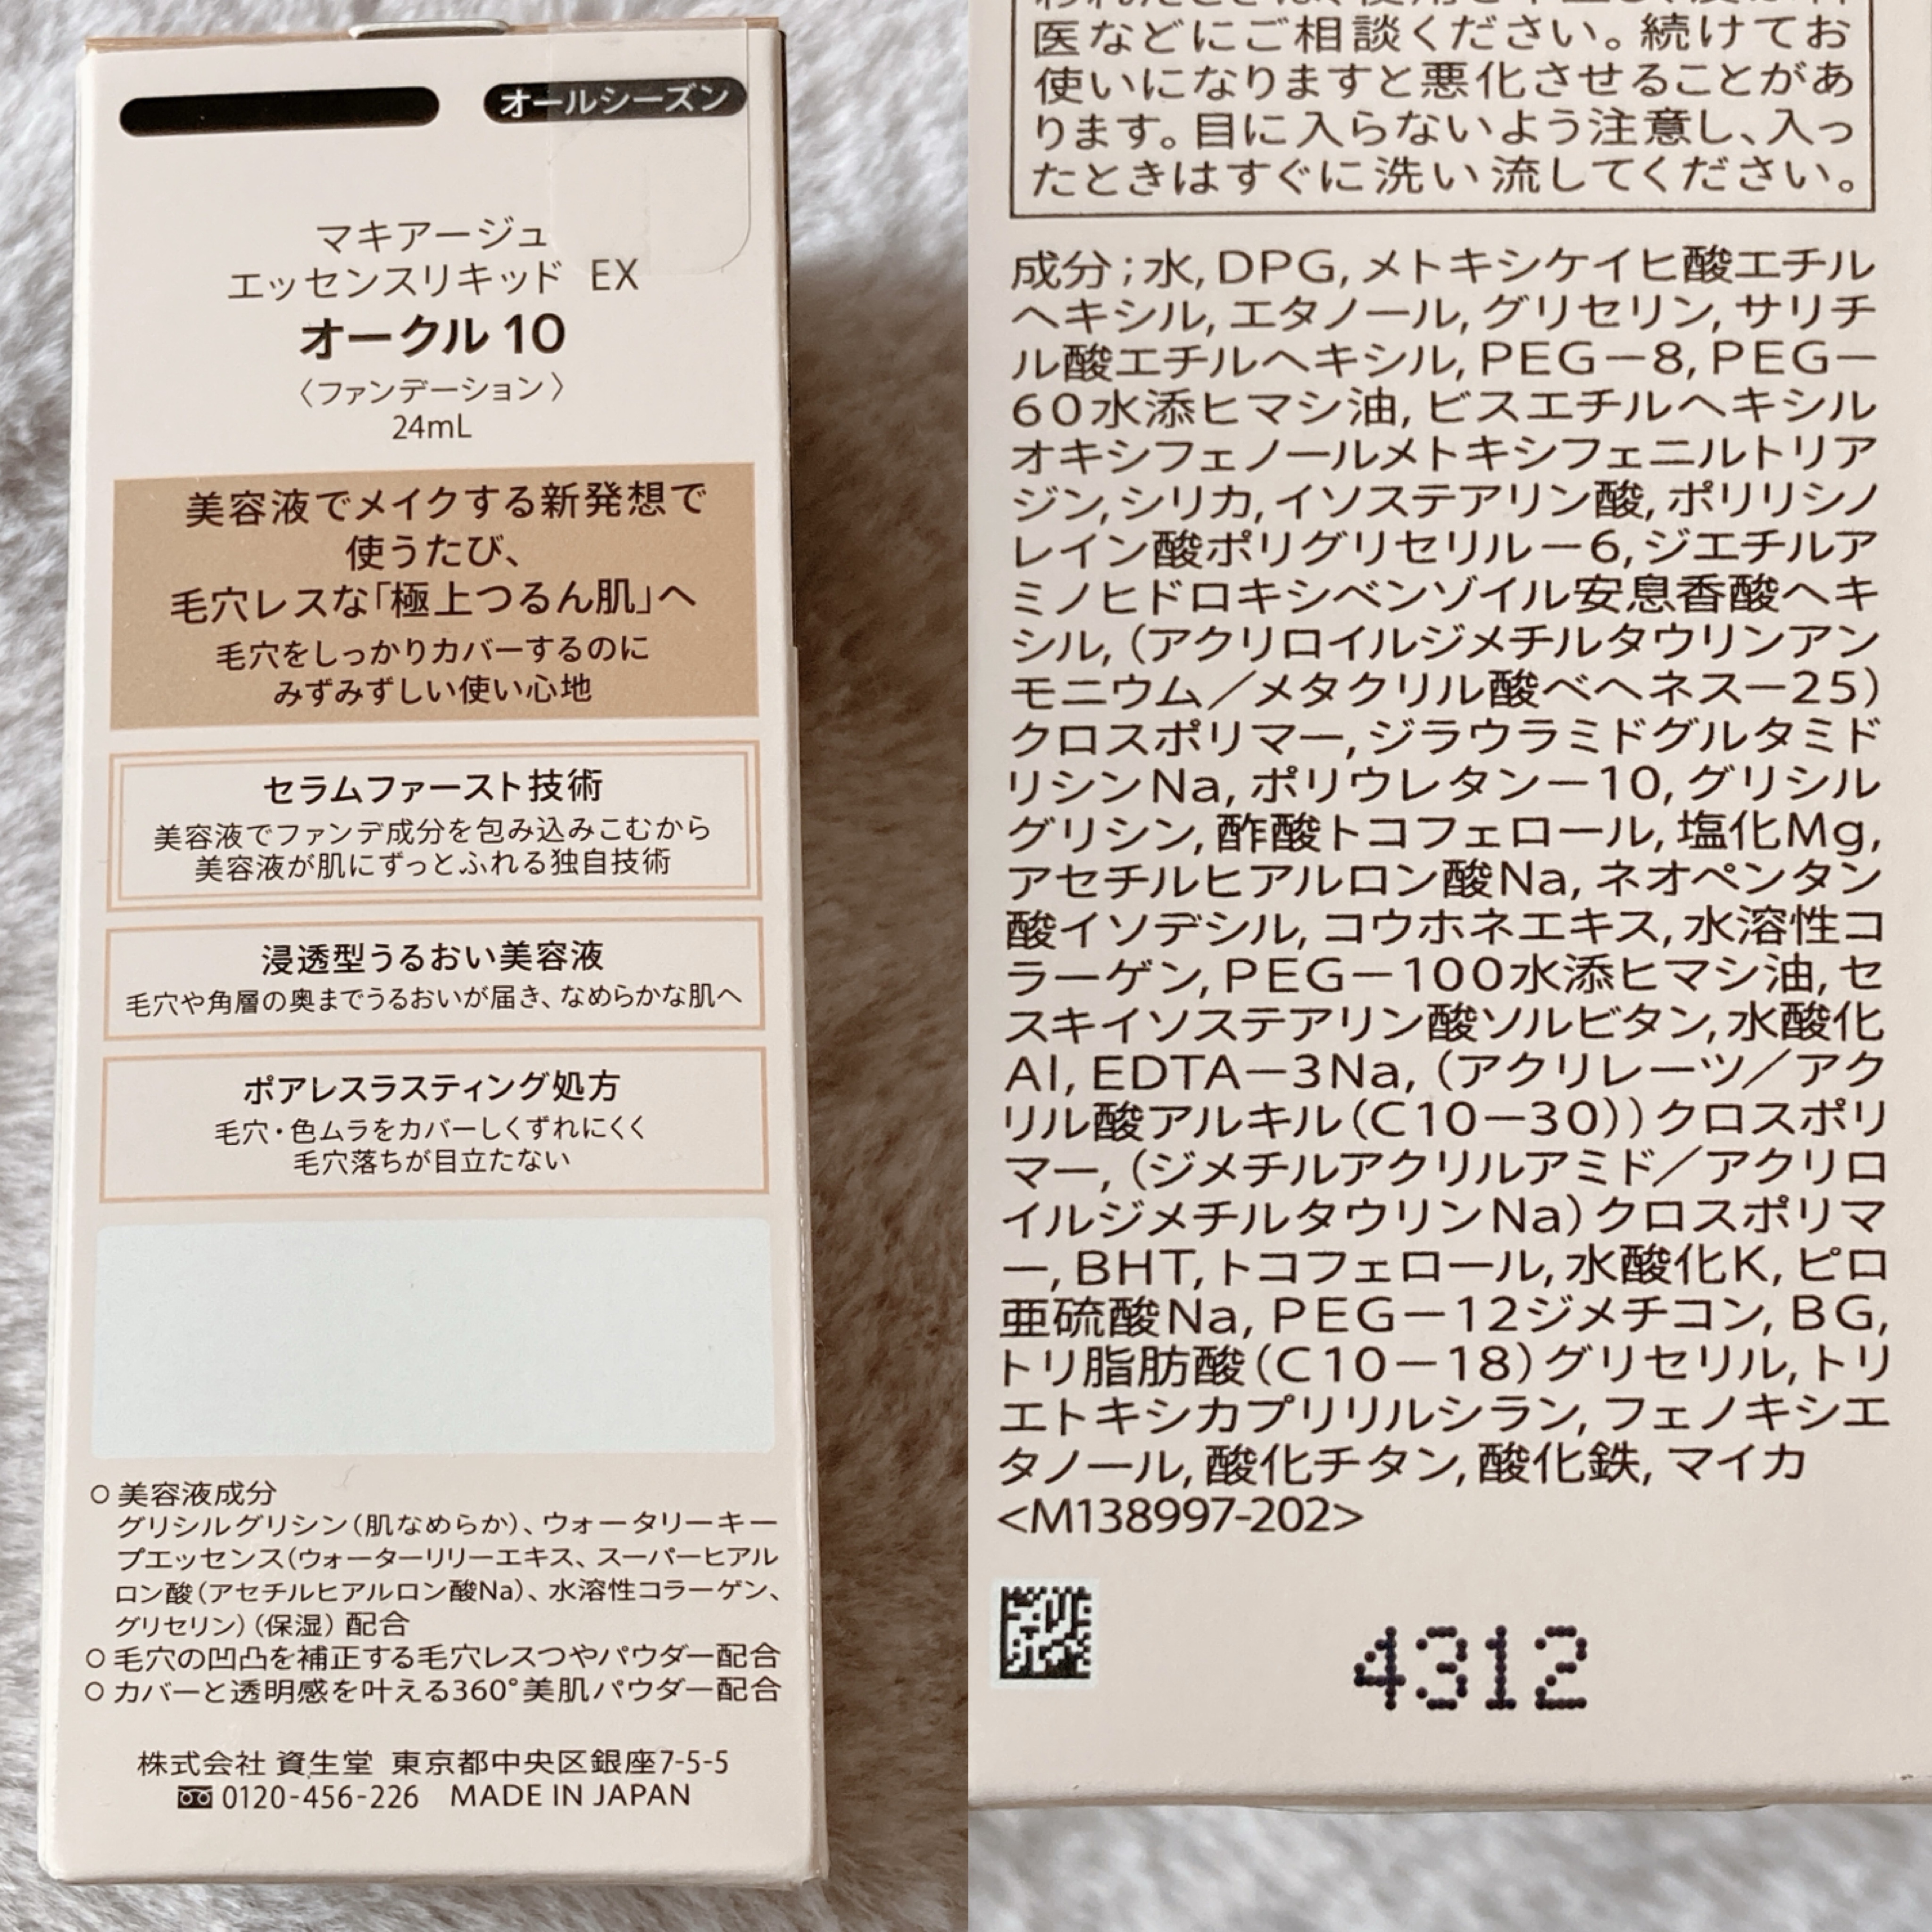 オールシーズン
マキアージュ
エッセンスリキッド EX
オークル 10
〈ファンデーション〉
24mL
美容液でメイクする新発想で
使うたび、
毛穴レスな「極上つるん肌」へ
毛穴をしっかりカバーするのに
みずみずしい使い心地
セラムファースト技術
美容液でファンデ成分を包み込みこむから
美容液が肌にずっとふれる独自技術
浸透型うるおい美容液
毛穴や角層の奥までうるおいが届き、なめらかな肌へ
ポアレスラスティング処方
毛穴・色ムラをカバーしくずれにくく
毛穴落ちが目立たない
○ 美容液成分
グリシルグリシン(肌なめらか)、ウォータリーキー
プエッセンス(ウォーターリリーエキス、スーパーヒアル
ロン酸(アセチルヒアルロン酸Na)、水溶性コラーゲン、
グリセリン)(保湿)配合
○ 毛穴の凹凸を補正する毛穴レスつやパウダー配合
○ カバーと透明感を叶える360°美肌パウダー配合
株式会社 資生堂 東京都中央区銀座7-5-5
0120-456-226 MADE IN JAPAN
医などにご相談ください。続けてお
使いになりますと悪化させることがあ
ります。目に入らないよう注意し、入っ
たときはすぐに洗い流してください。
成分;水, DPG, メトキシケイヒ酸エチル
ヘキシル, エタノール, グリセリン, サリチ
ル酸エチルヘキシル, PEG－8, PEG－
60水添ヒマシ油, ビスエチルヘキシル
オキシフェノールメトキシフェニルトリア
ジン, シリカ, イソステアリン酸, ポリリシノ
レイン酸ポリグリセリル－6, ジエチルア
ミノヒドロキシベンゾイル安息香酸ヘキ
シル, (アクリロイルジメチルタウリンアン
モニウム／メタクリル酸ベヘネス－25)
クロスポリマー, ジラウラミドグルタミド
リシンNa, ポリウレタン－10, グリシル
グリシン, 酢酸トコフェロール, 塩化Mg,
アセチルヒアルロン酸Na, ネオペンタン
酸イソデシル, コウホネエキス, 水溶性コ
ラーゲン, PEG－100水添ヒマシ油, セ
スキイソステアリン酸ソルビタン, 水酸化
Al, EDTA－3Na, (アクリレーツ／アク
リル酸アルキル(C10－30))クロスポリ
マー, (ジメチルアクリルアミド／アクリロ
イルジメチルタウリンNa)クロスポリマ
ー, BHT, トコフェロール, 水酸化K, ピロ
亜硫酸Na, PEG－12ジメチコン, BG,
トリ脂肪酸(C10－18)グリセリル, トリ
エトキシカプリリルシラン, フェノキシエ
タノール, 酸化チタン, 酸化鉄, マイカ
<M138997-202>
4312